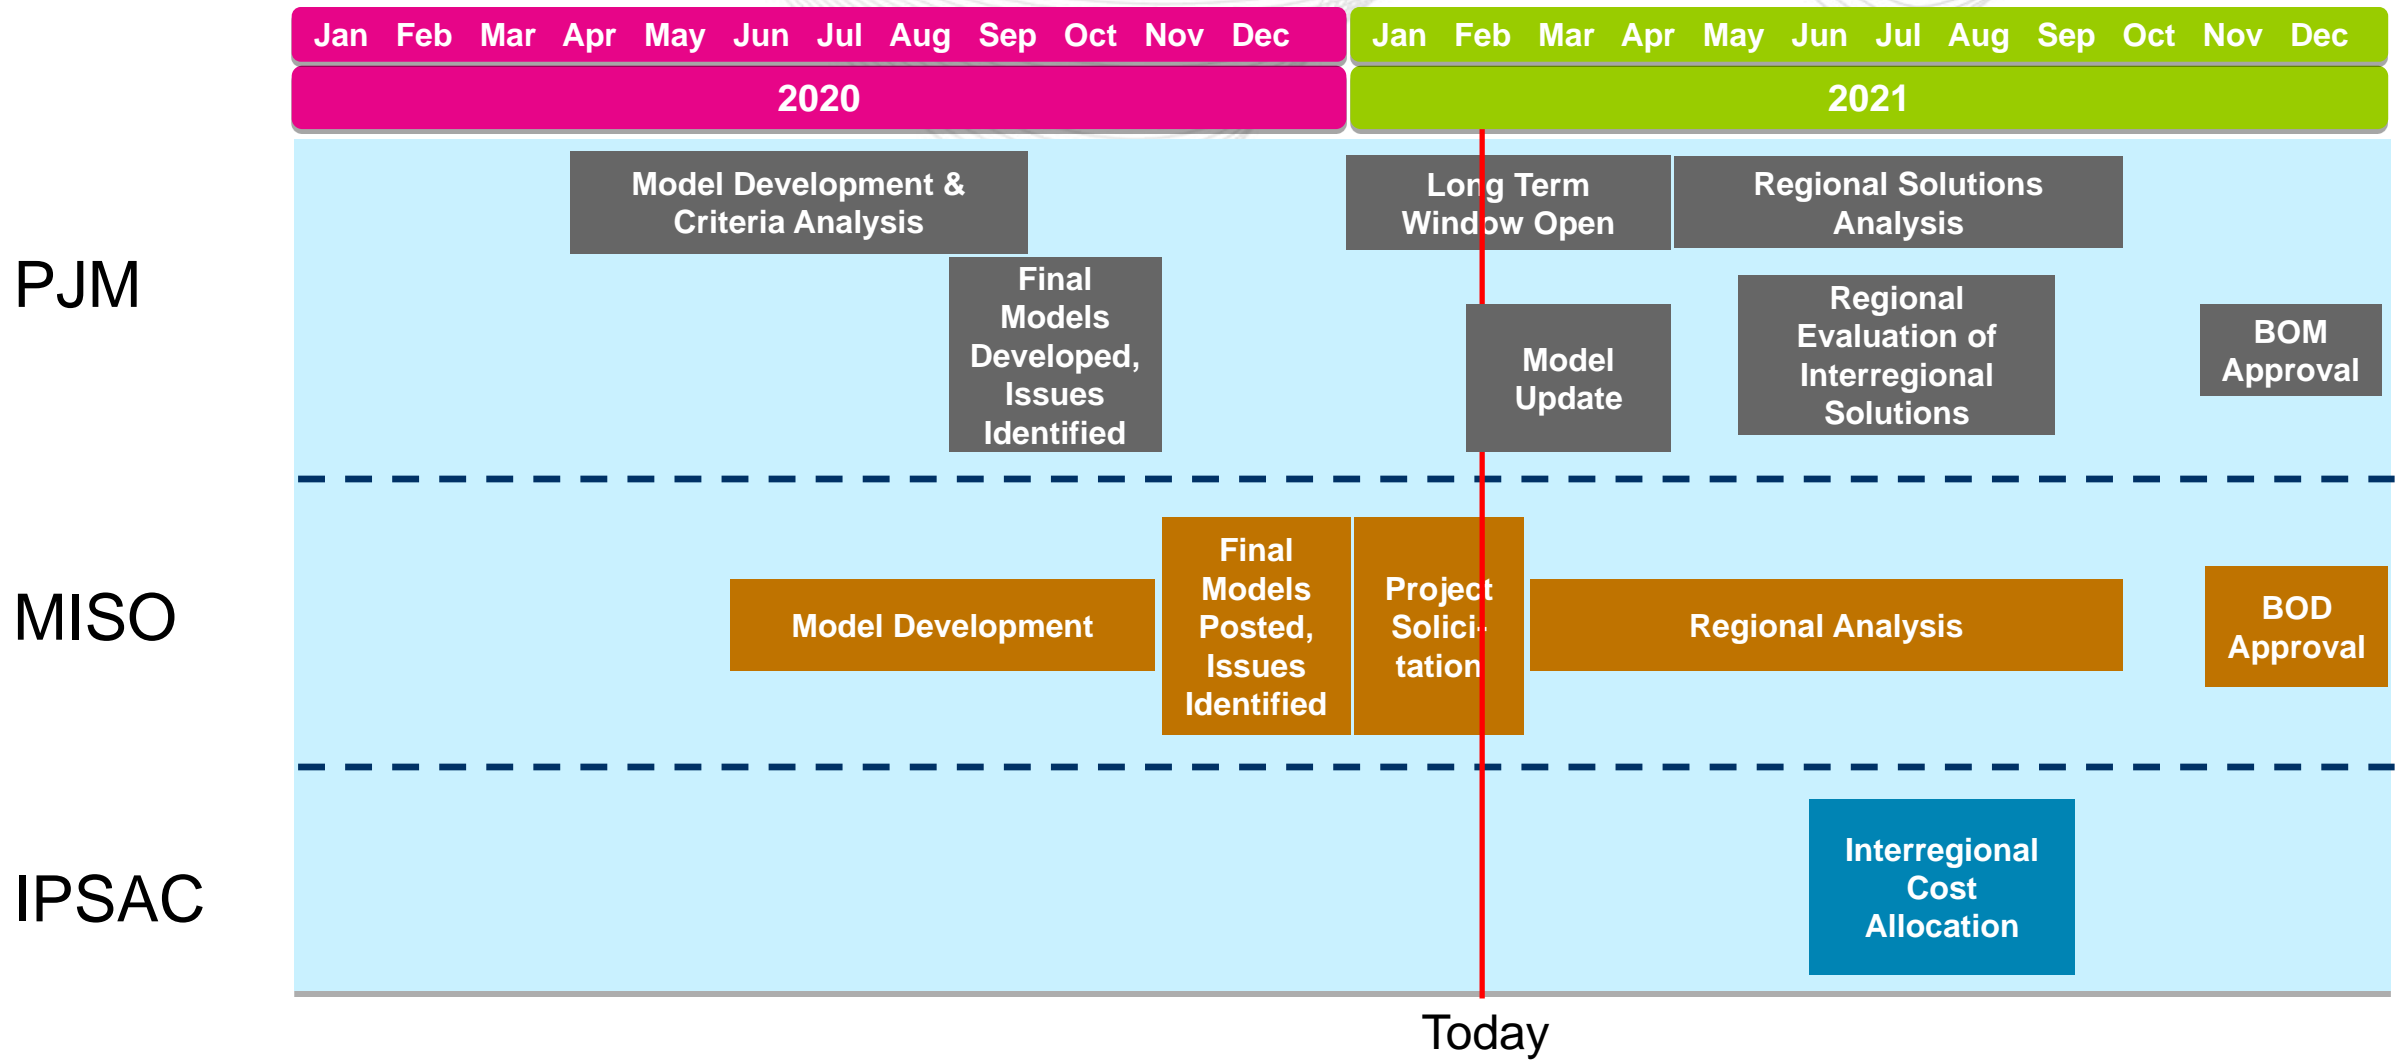 Jan Feb Mar Apr May Jun Jul Aug Sep Oct Nov Dec
Jan Feb Mar Apr May Jun Jul Aug Sep Oct Nov Dec
2020
2021
PJM
Model Development &
Criteria Analysis
Final
Models
Developed,
Issues
Identified
Long Term
Window Open
Model
Update
Regional Solutions
Analysis
Regional
Evaluation of
Interregional
Solutions
BOM
Approval
MISO
Model Development
Final
Models
Posted,
Issues
Identified
Project
Solici-
tation
Regional Analysis
BOD
Approval
IPSAC
Interregional
Cost
Allocation
Today